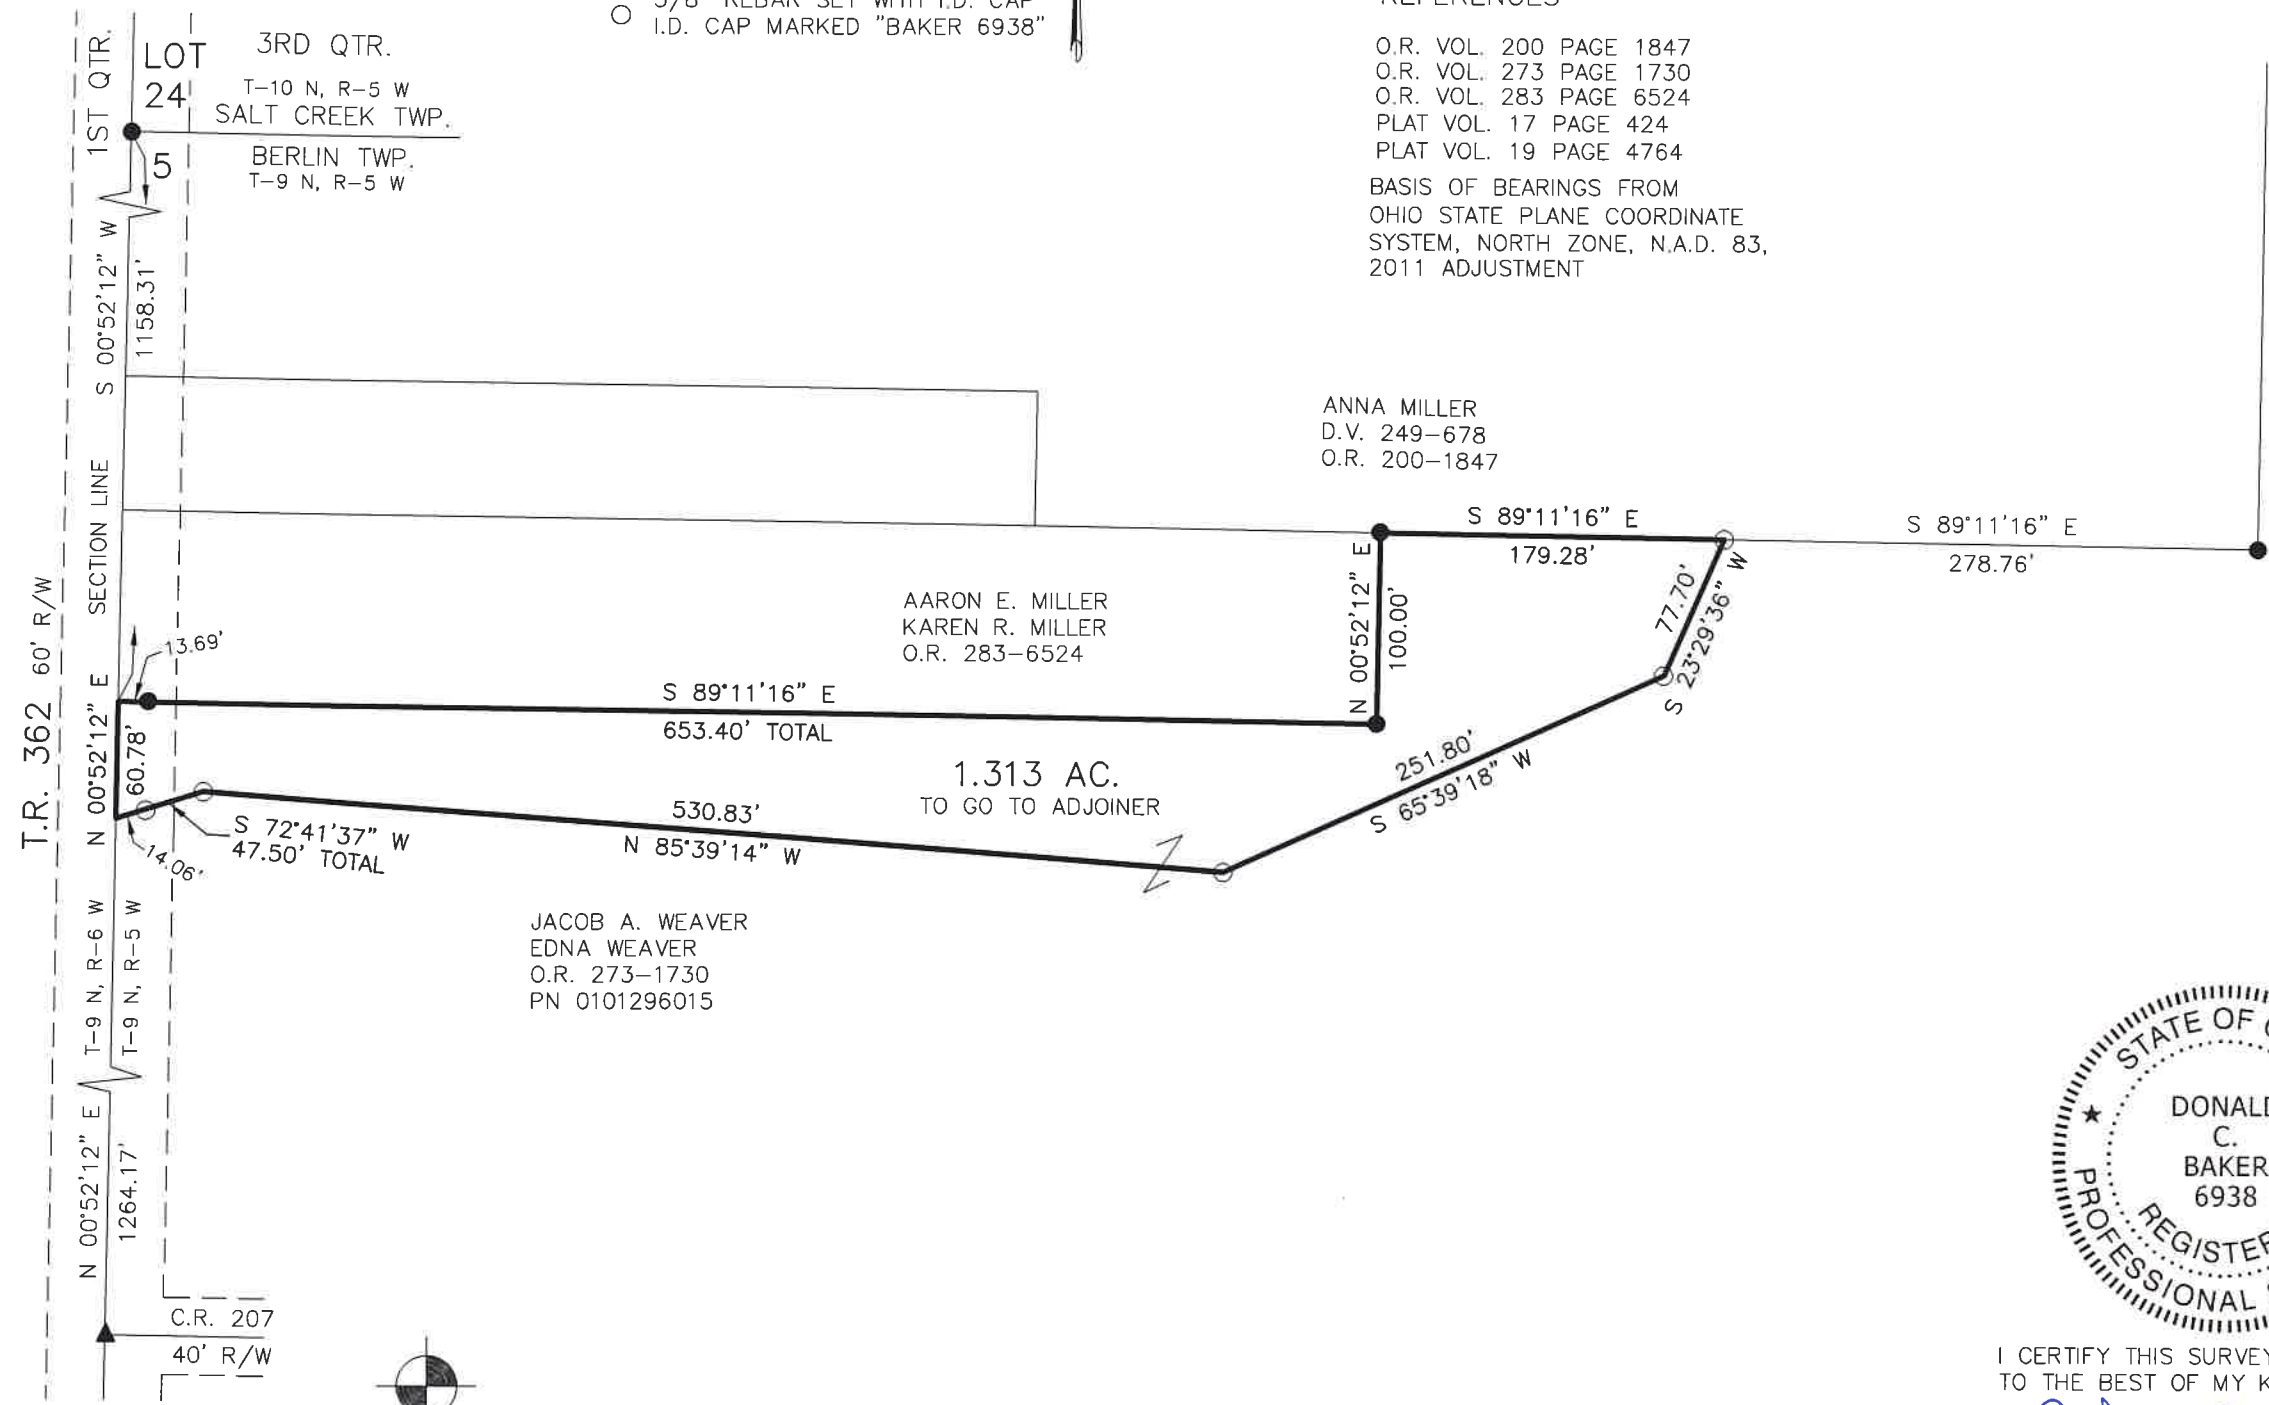 5/8" REBAR SET WITH I.D. CAP
I.D. CAP MARKED "BAKER 6938"
REFERENCES
O.R. VOL. 200 PAGE 1847
O.R. VOL. 273 PAGE 1730
O.R. VOL. 283 PAGE 6524
PLAT VOL. 17 PAGE 424
PLAT VOL. 19 PAGE 4764
BASIS OF BEARINGS FROM
OHIO STATE PLANE COORDINATE
SYSTEM, NORTH ZONE, N.A.D. 83,
2011 ADJUSTMENT
1ST QTR.
LOT
24
3RD QTR.
T-10 N, R-5 W
SALT CREEK TWP.
5
BERLIN TWP.
T-9 N, R-5 W
S 00°52'12" W
1158.31'
SECTION LINE
ANNA MILLER
D.V. 249-678
O.R. 200-1847
S 89°11'16" E
179.28'
S 89°11'16" E
278.76'
N 00°52'12" E
100.00'
77.70'
S 23°29'36" W
AARON E. MILLER
KAREN R. MILLER
O.R. 283-6524
13.69'
T.R. 362 60' R/W
S 89°11'16" E
653.40' TOTAL
N 00°52'12" E
60.78'
251.80'
S 65°39'18" W
1.313 AC.
TO GO TO ADJOINER
530.83'
N 85°39'14" W
S 72°41'37" W
47.50' TOTAL
14.06'
JACOB A. WEAVER
EDNA WEAVER
O.R. 273-1730
PN 0101296015
T-9 N, R-6 W
T-9 N, R-5 W
N 00°52'12" E
1264.17'
C.R. 207
40' R/W
STATE OF
DONALD
C.
BAKER
6938
PROFESSIONAL
I CERTIFY THIS SURVEY
TO THE BEST OF MY